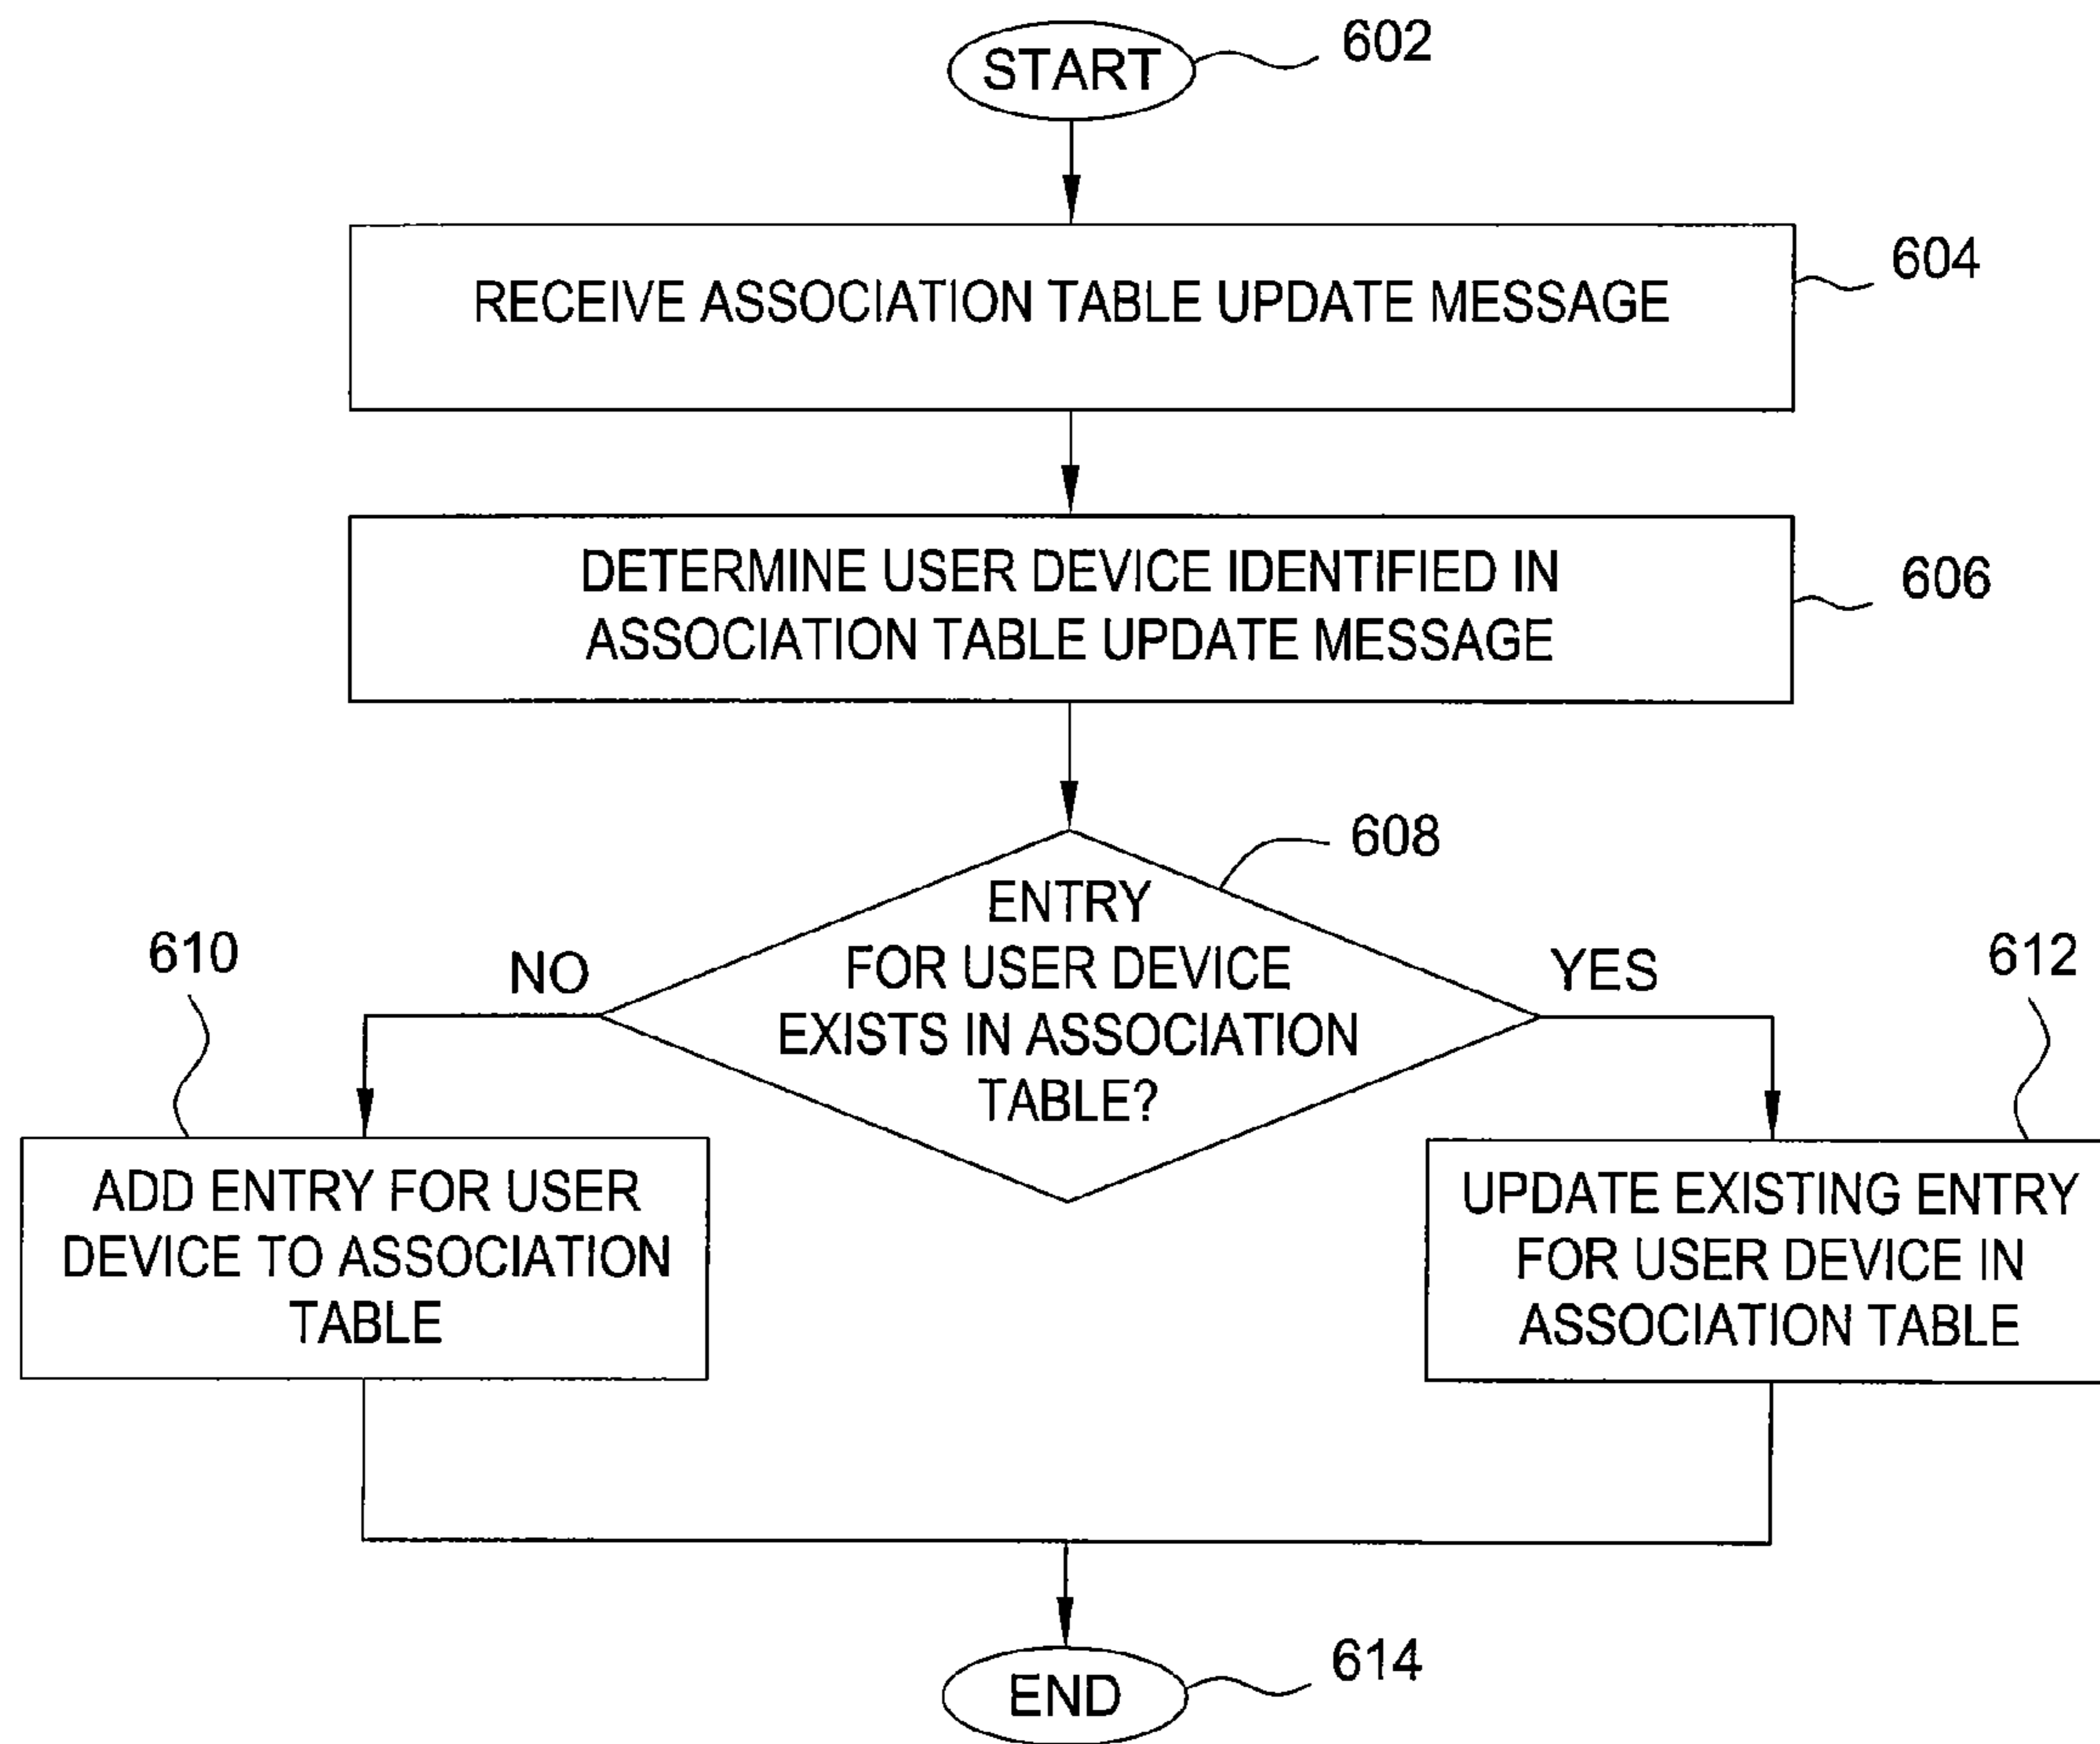 START
602
RECEIVE ASSOCIATION TABLE UPDATE MESSAGE
604
DETERMINE USER DEVICE IDENTIFIED IN
ASSOCIATION TABLE UPDATE MESSAGE
606
608
ENTRY
FOR USER DEVICE
EXISTS IN ASSOCIATION
TABLE?
NO
YES
610
612
ADD ENTRY FOR USER
DEVICE TO ASSOCIATION
TABLE
UPDATE EXISTING ENTRY
FOR USER DEVICE IN
ASSOCIATION TABLE
END
614